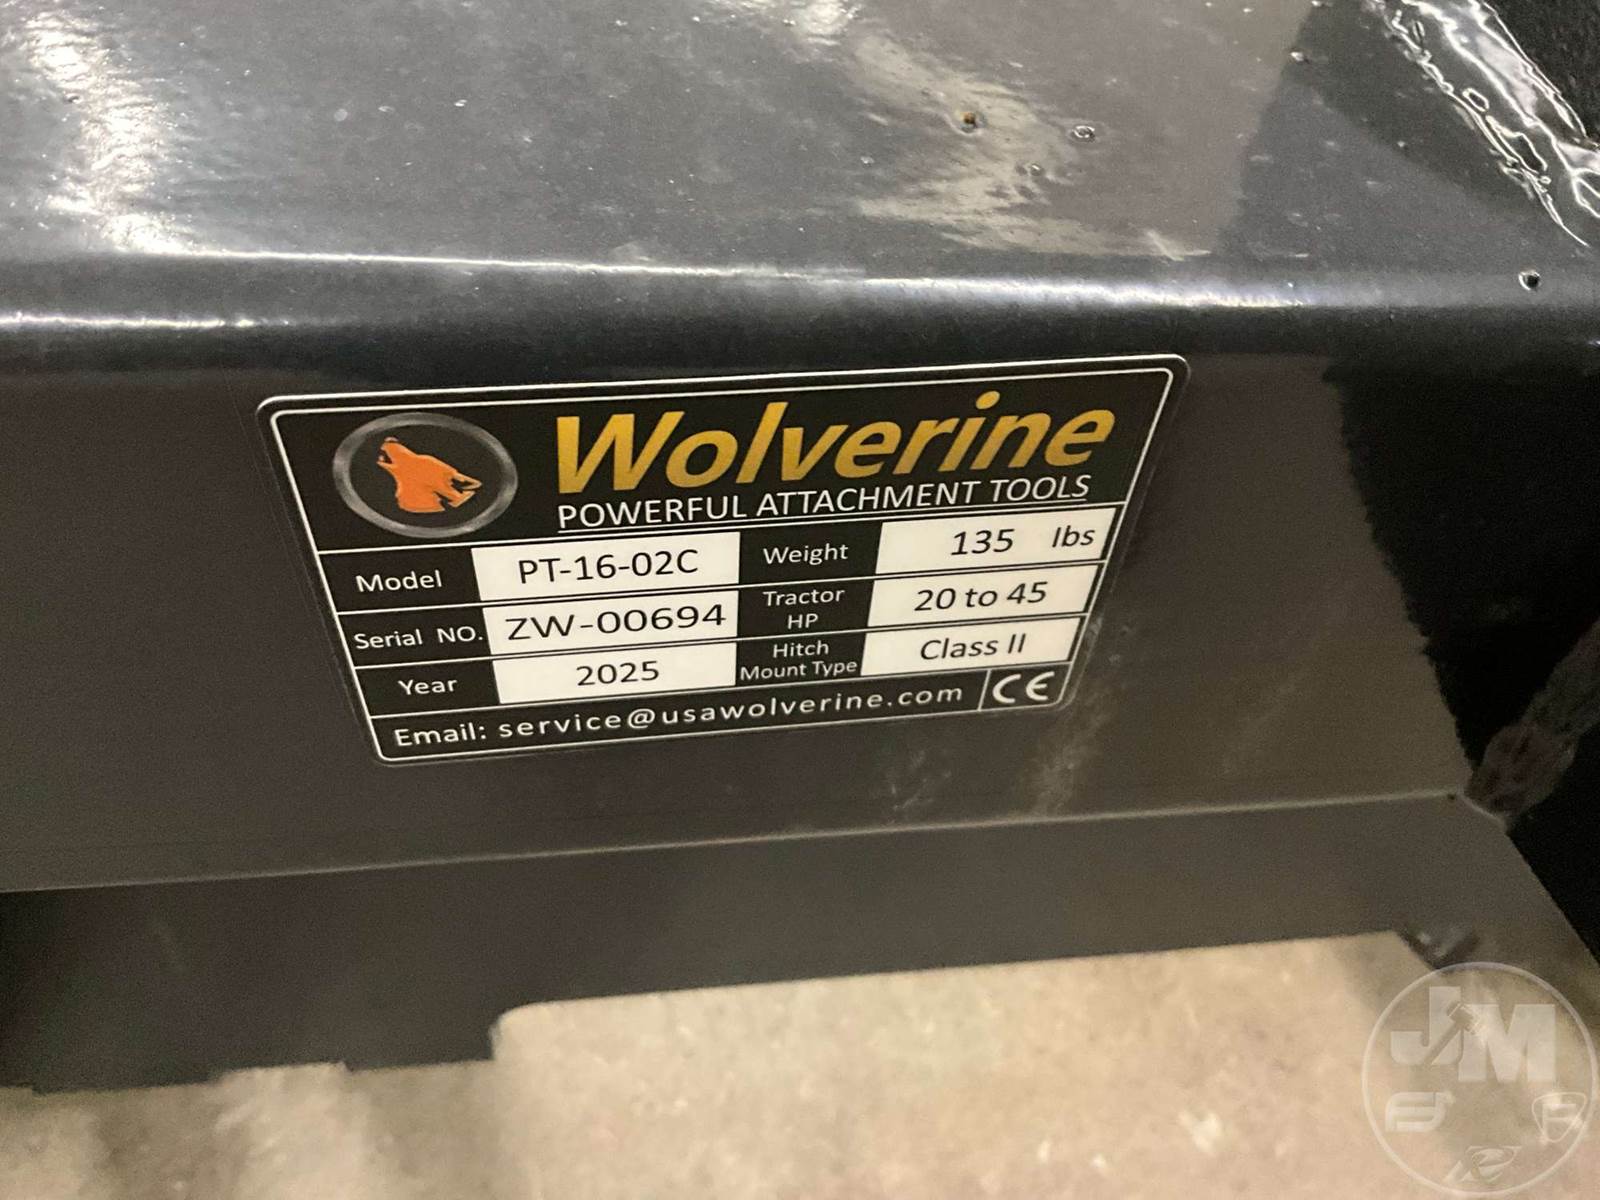 Wolverine
POWERFUL ATTACHMENT TOOLS
Model PT-16-02C Weight 135 lbs
Serial NO. ZW-00694 Tractor HP 20 to 45
Year 2025 Hitch Mount Type Class II
Email: service@usawolverine.com CE
J M